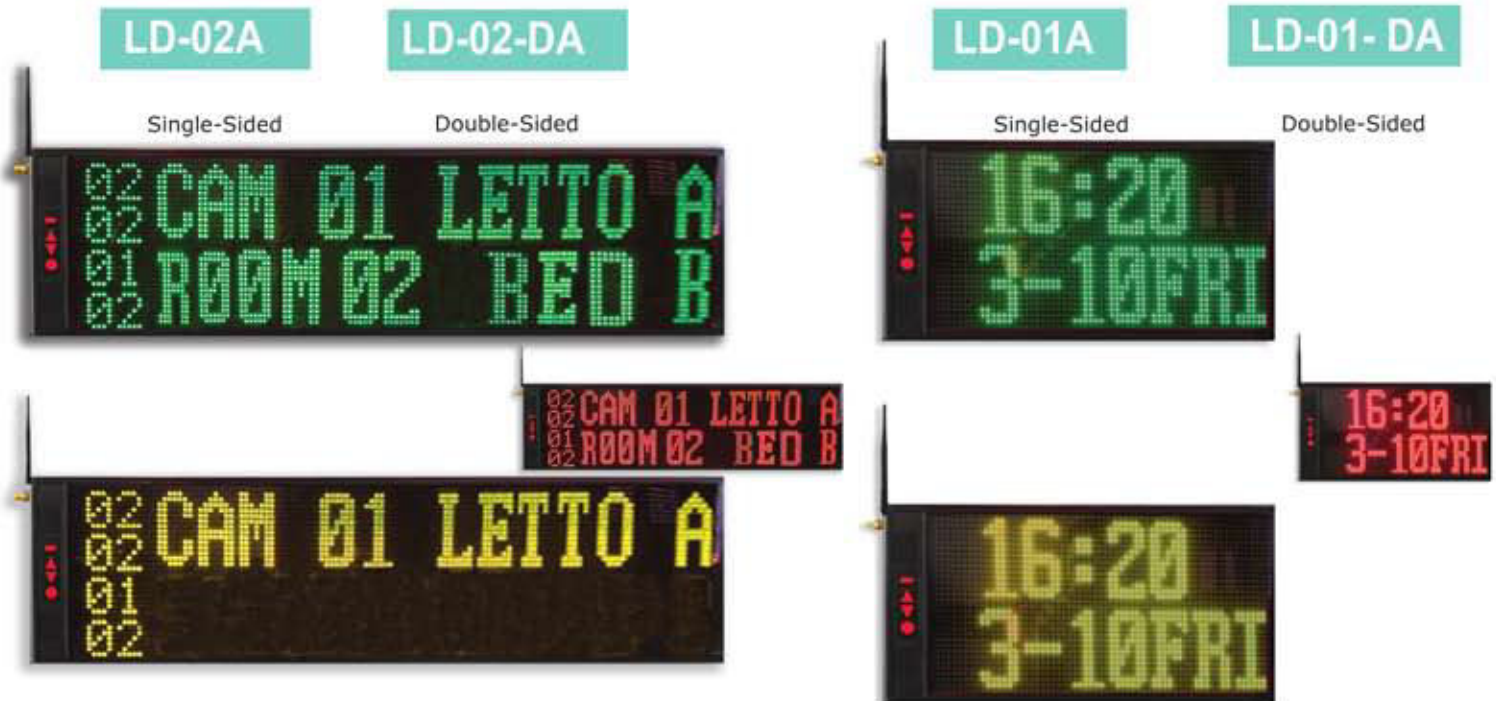 LD-02A
LD-02-DA
Single-Sided
Double-Sided
02 CAM 01 LETTO A
02
01 R00M 02 BED B
02
02 CAM 01 LETTO A
02
01 R00M 02 BED B
02
02 CAM 01 LETTO A
02
01
02
LD-01A
LD-01- DA
Single-Sided
Double-Sided
16:20
3-10FRI
16:20
3-10FRI
16:20
3-10FRI